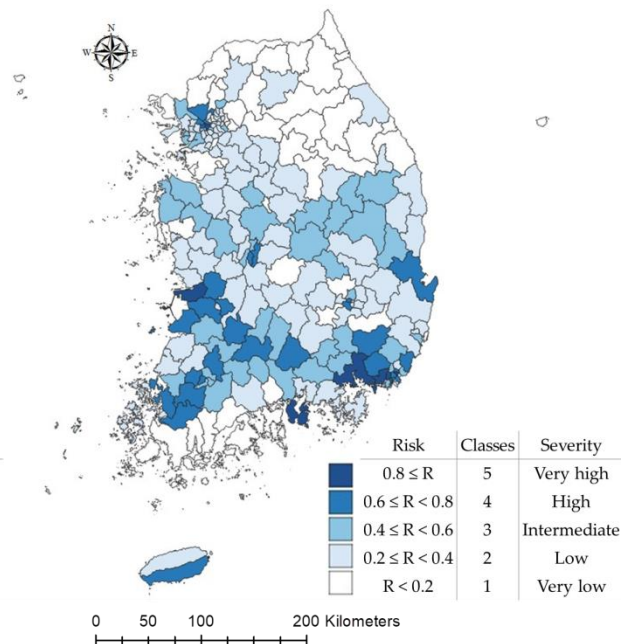 N
W E
S
Risk Classes Severity
0.8 ≤ R 5 Very high
0.6 ≤ R < 0.8 4 High
0.4 ≤ R < 0.6 3 Intermediate
0.2 ≤ R < 0.4 2 Low
R < 0.2 1 Very low
0 50 100 200 Kilometers